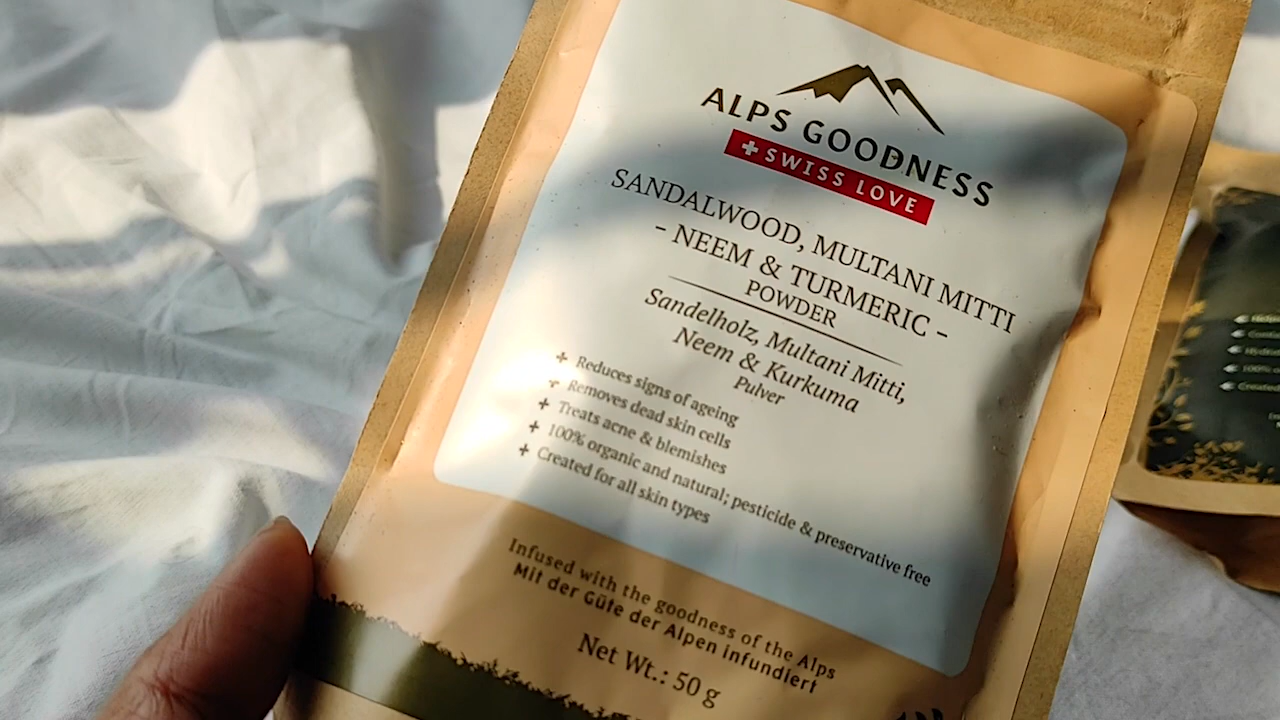 ALPS GOODNESS
SWISS LOVE
SANDALWOOD, MULTANI MITTI
- NEEM & TURMERIC -
POWDER
Sandelholz, Multani Mitti,
Neem & Kurkuma
Pulver
+ Reduces signs of ageing
+ Removes dead skin cells
+ Treats acne & blemishes
+ 100% organic and natural; pesticide & preservative free
+ Created for all skin types
Infused with the goodness of the Alps
Mit der Güte der Alpen infundiert
Net Wt.: 50 g